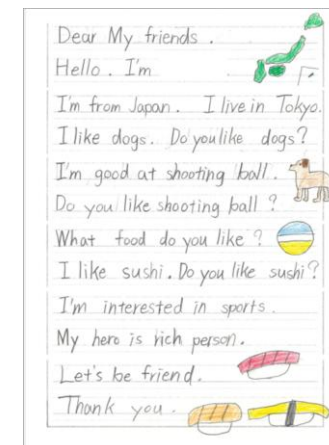 Dear My friends.
Hello. I'm
I'm from Japan. I live in Tokyo.
I like dogs. Do you like dogs?
I'm good at shooting ball.
Do you like shooting ball?
What food do you like?
I like sushi. Do you like sushi?
I'm interested in sports.
My hero is rich person.
Let's be friend.
Thank you.